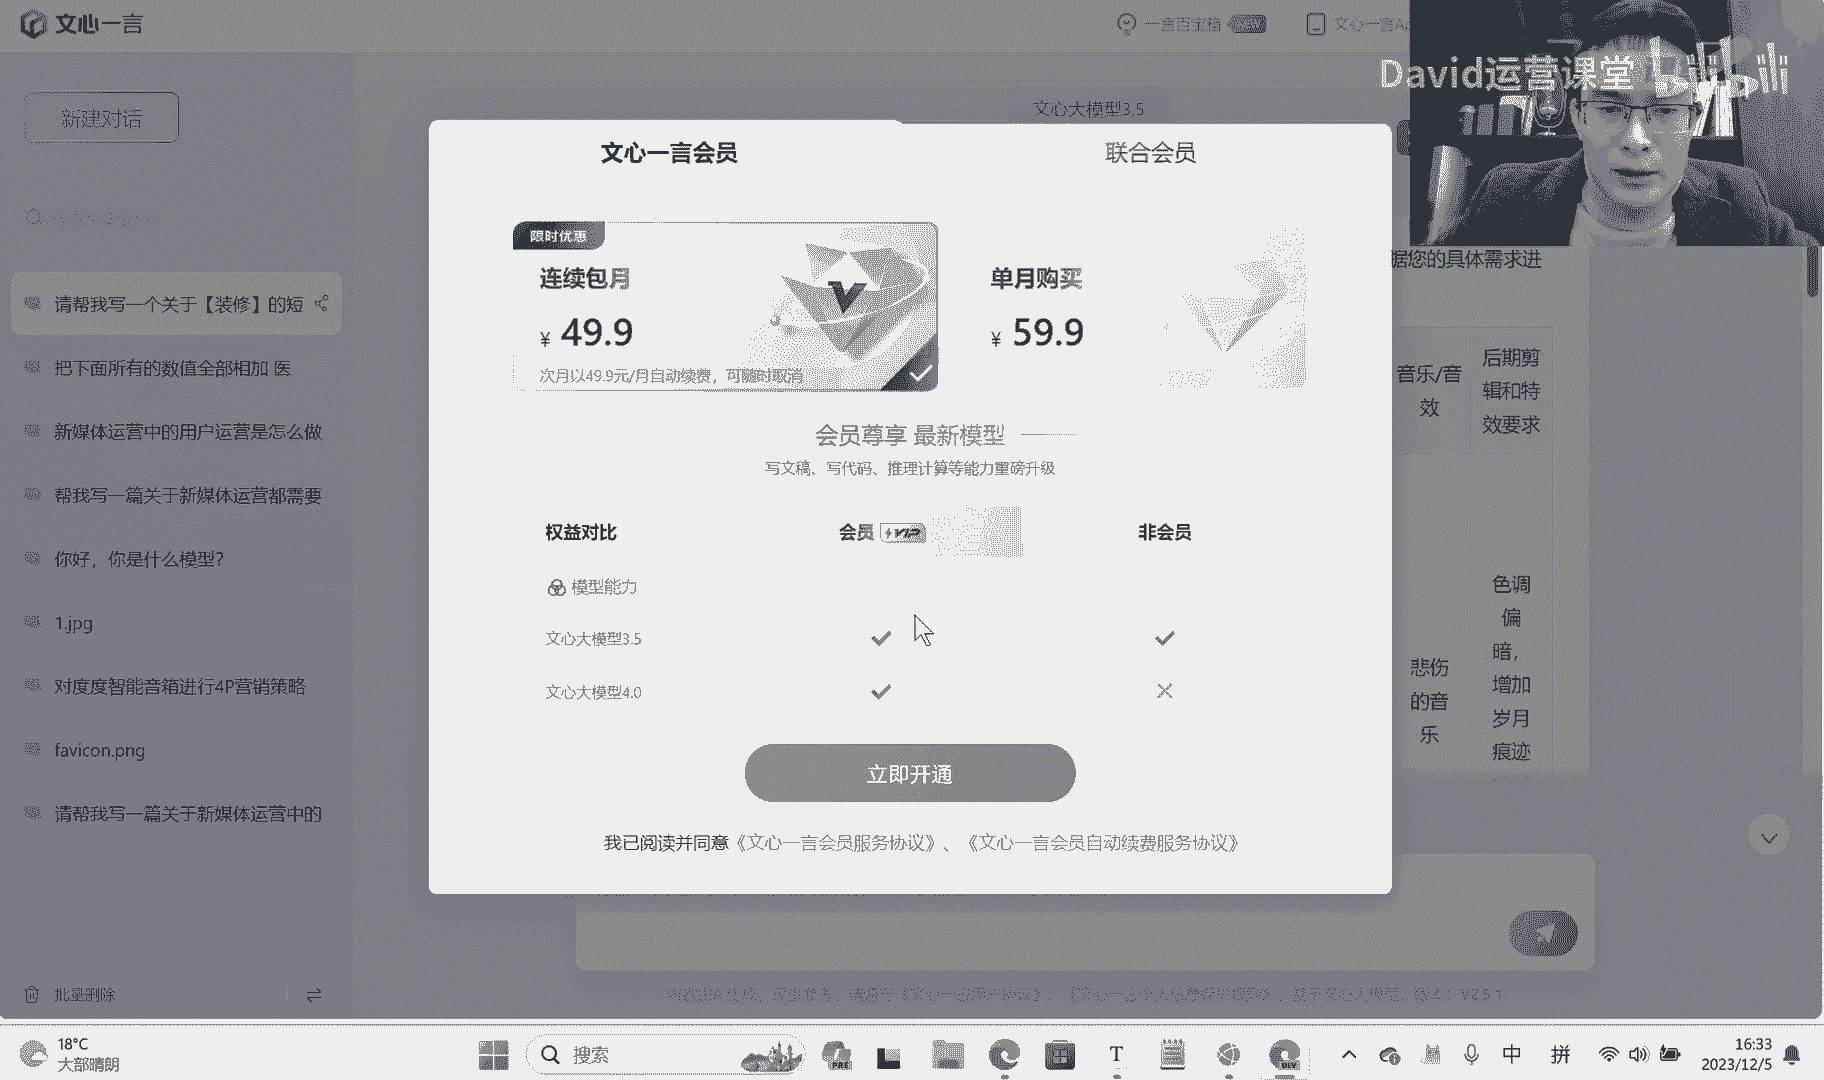 文心一言
一言百宝箱 NEW
文心一言
David运营课堂 bilibili
新建对话
文心大模型3.5
文心一言会员
联合会员
限时优惠
连续包月
¥ 49.9
次月以49.9元/月自动续费，可随时取消
单月购买
¥ 59.9
据您的具体需求进
请帮我写一个关于【装修】的短
把下面所有的数值全部相加 医
新媒体运营中的用户运营是怎么做
帮我写一篇关于新媒体运营都需要
你好，你是什么模型?
1.jpg
对度度智能音箱进行4P营销策略
favicon.png
请帮我写一篇关于新媒体运营中的
音乐/音
效
后期剪
辑和特
效要求
会员尊享 最新模型
写文稿、写代码、推理计算等能力重磅升级
权益对比
会员 VIP
非会员
模型能力
文心大模型3.5
文心大模型4.0
悲伤
的音
乐
色调
偏
暗，
增加
岁月
痕迹
立即开通
我已阅读并同意《文心一言会员服务协议》、《文心一言会员自动续费服务协议》
批量删除
18°C
大部晴朗
搜索
PRE
T
DEV
中
拼
16:33
2023/12/5